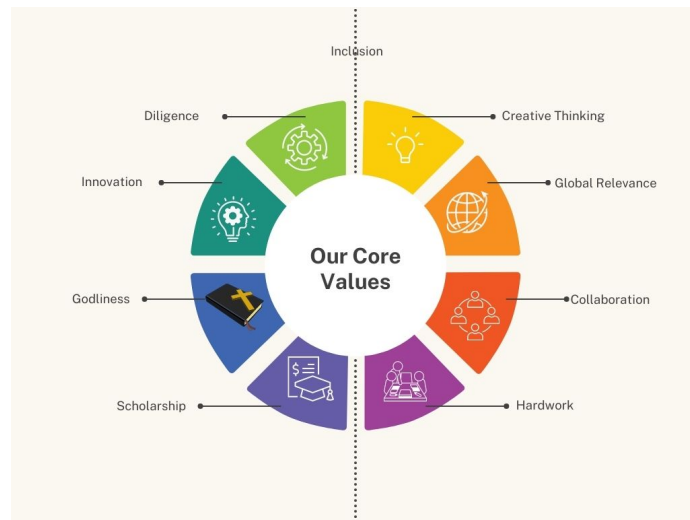 Inclusion
Diligence
Creative Thinking
Innovation
Global Relevance
Our Core
Values
Godliness
Collaboration
$
Scholarship
Hardwork